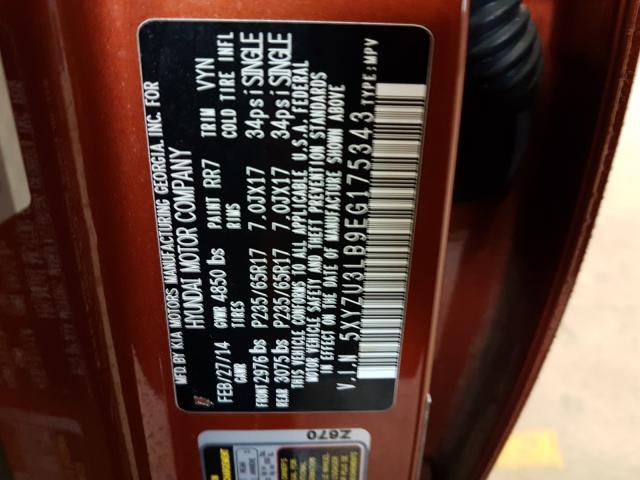 MFD BY KIA MOTORS MANUFACTURING GEORGIA, INC. FOR
HYUNDAI MOTOR COMPANY
FEB/27/14 GVWR 4850 lbs PAINT RR7 TRIM VYN
GAWR TIRES RIMS COLD TIRE INFL
FRONT 2976 lbs P235/65R17 7.0JX17 34psi SINGLE
REAR 3075 lbs P235/65R17 7.0JX17 34psi SINGLE
THIS VEHICLE CONFORMS TO ALL APPLICABLE U.S.A. FEDERAL
MOTOR VEHICLE SAFETY AND THEFT PREVENTION STANDARDS
IN EFFECT ON THE DATE OF MANUFACTURE SHOWN ABOVE
V.I.N. 5XYZU3LB9EG175343 TYPE:MPV
Z670